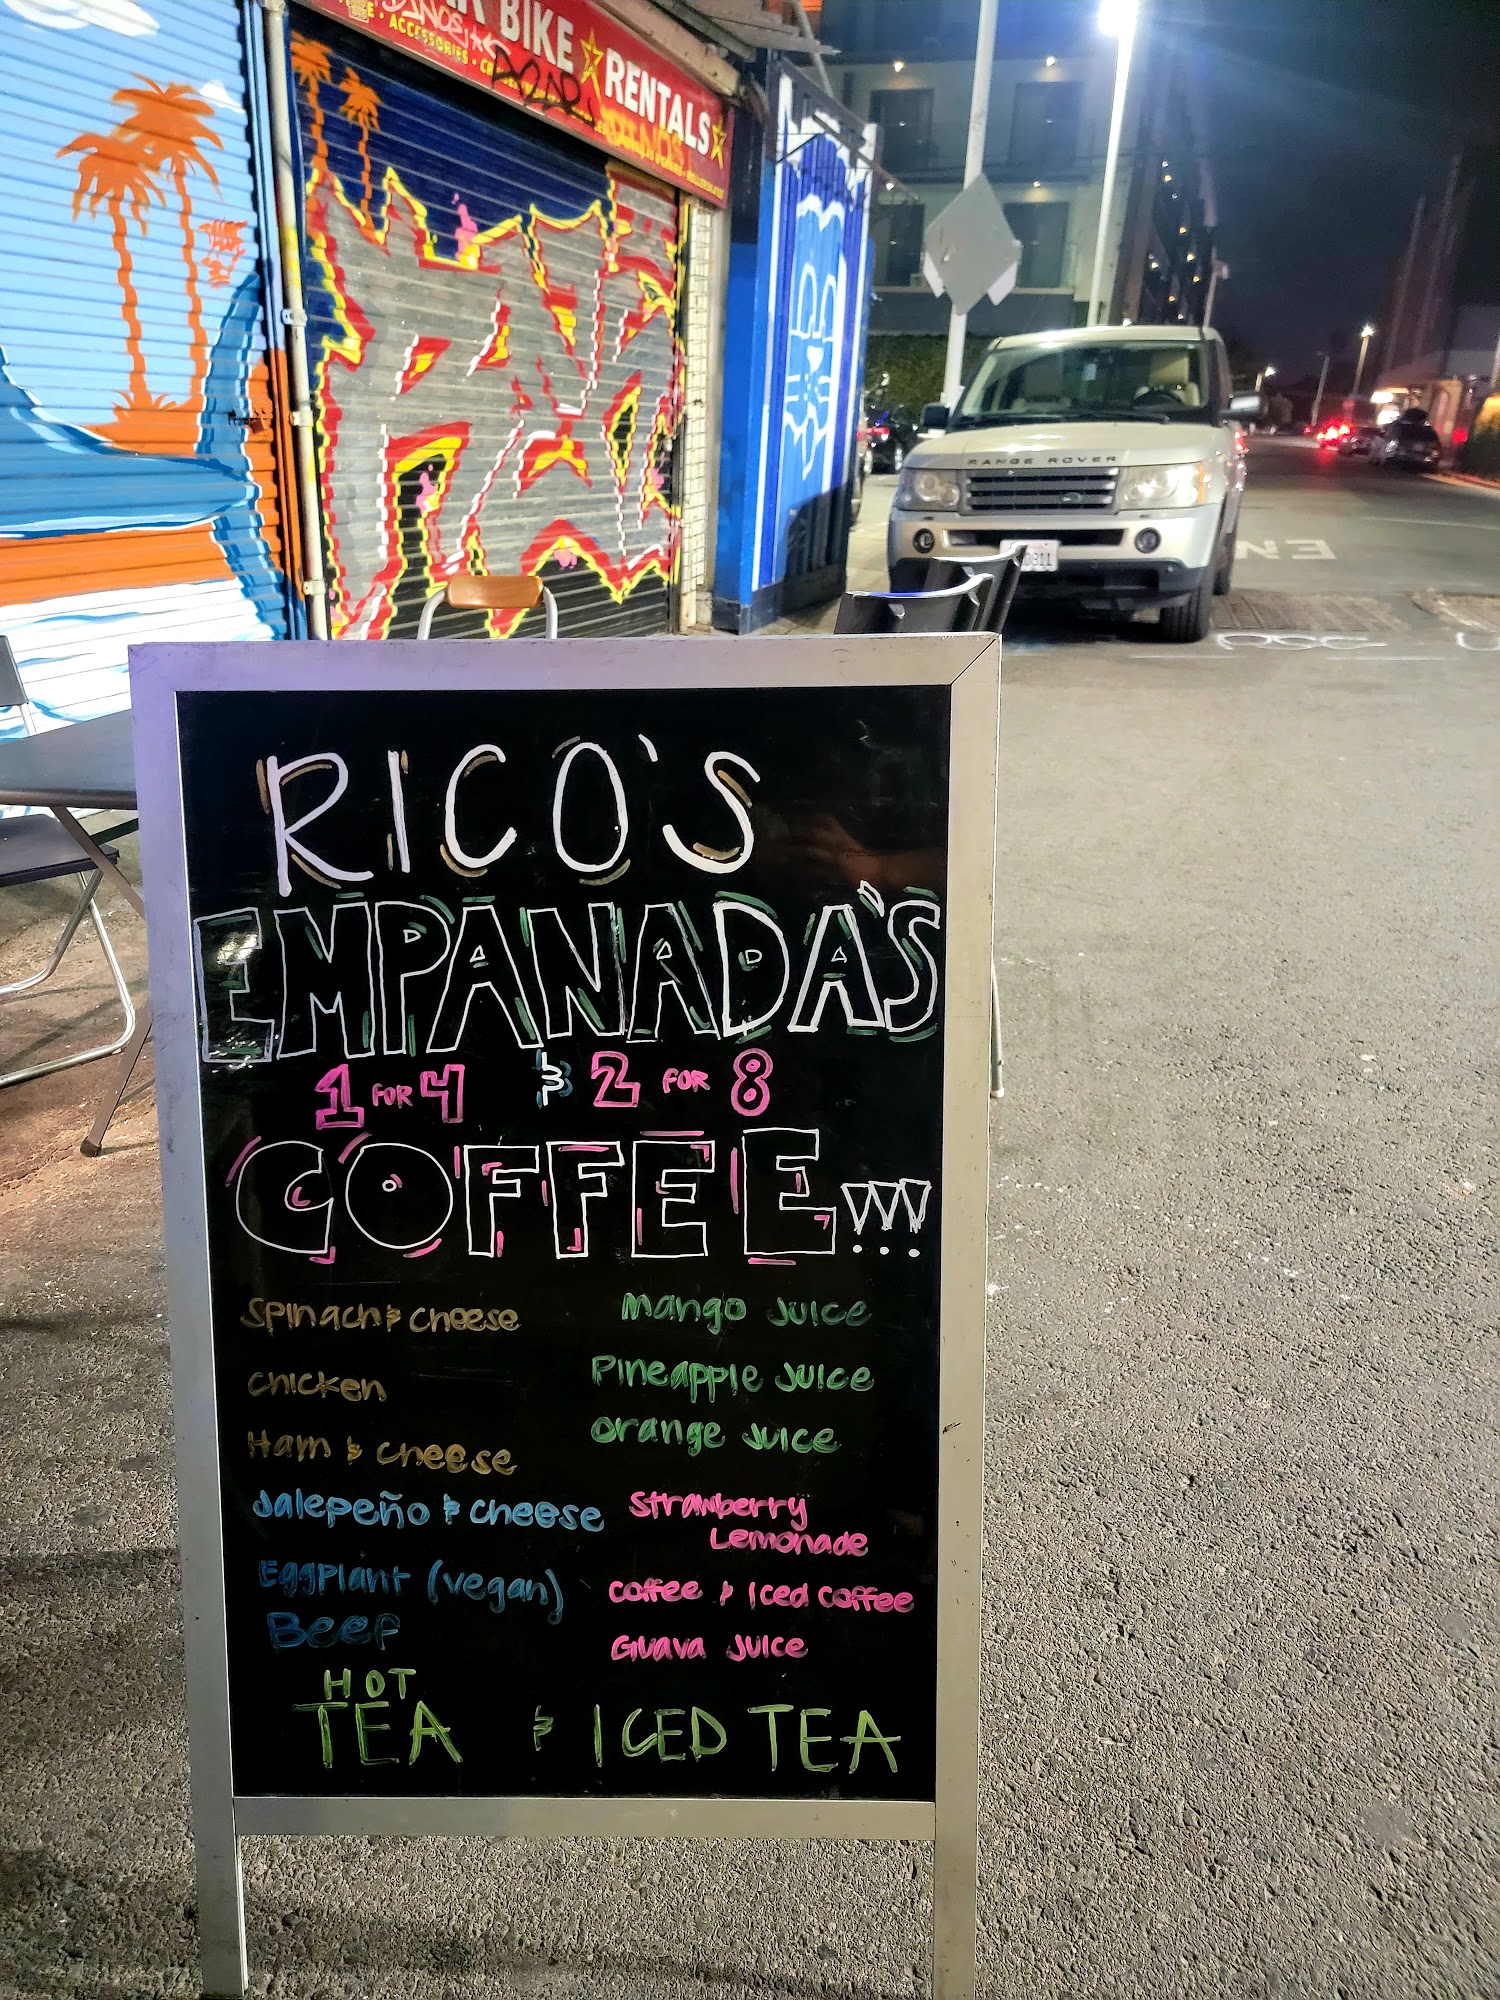 BIKE ☆ RENTALS ☆
ACCESSORIES
RANGE ROVER
RICO'S
EMPANADA'S
1 FOR 4 & 2 FOR 8
COFFEE...!!!
Spinach & cheese
chicken
Ham & cheese
Jalepeño & cheese
Eggplant (vegan)
Beef
Mango Juice
Pineapple Juice
Orange Juice
Strawberry
Lemonade
coffee & Iced coffee
Guava Juice
HOT
TEA & ICED TEA